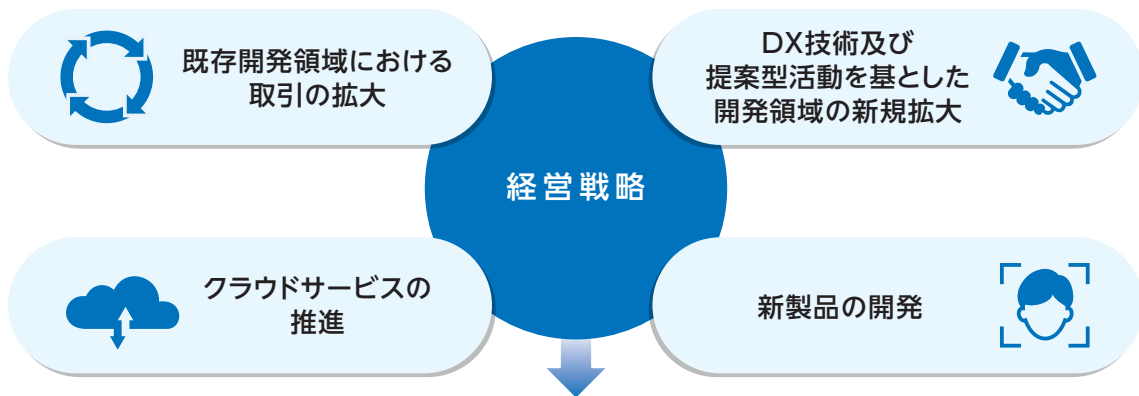 既存開発領域における
取引の拡大
DX技術及び
提案型活動を基とした
開発領域の新規拡大
経営戦略
クラウドサービスの
推進
新製品の開発